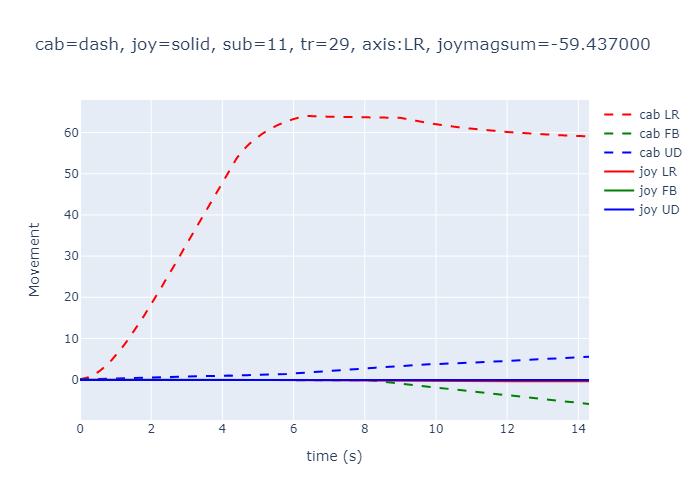 cab=dash, joy=solid, sub=11, tr=29, axis:LR, joymagsum=-59.437000
cab LR
cab FB
cab UD
joy LR
joy FB
joy UD
Movement
60
50
40
30
20
10
0
0 2 4 6 8 10 12 14
time (s)